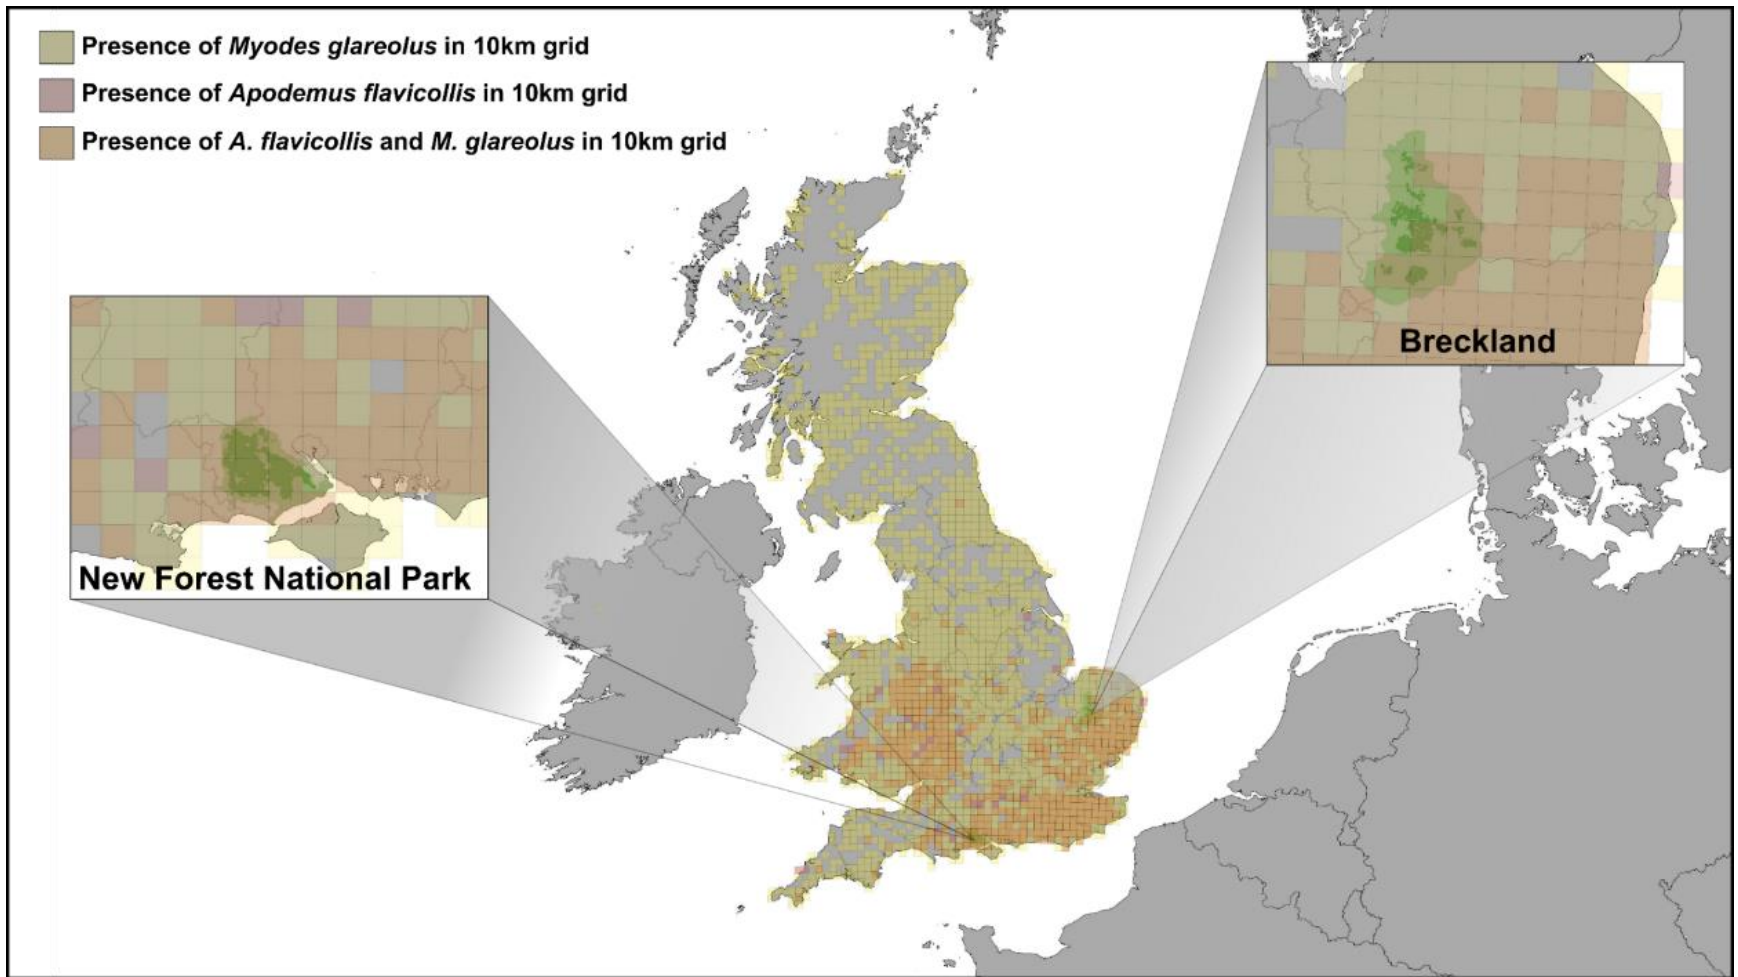 Presence of Myodes glareolus in 10km grid
Presence of Apodemus flavicollis in 10km grid
Presence of A. flavicollis and M. glareolus in 10km grid
Breckland
New Forest National Park